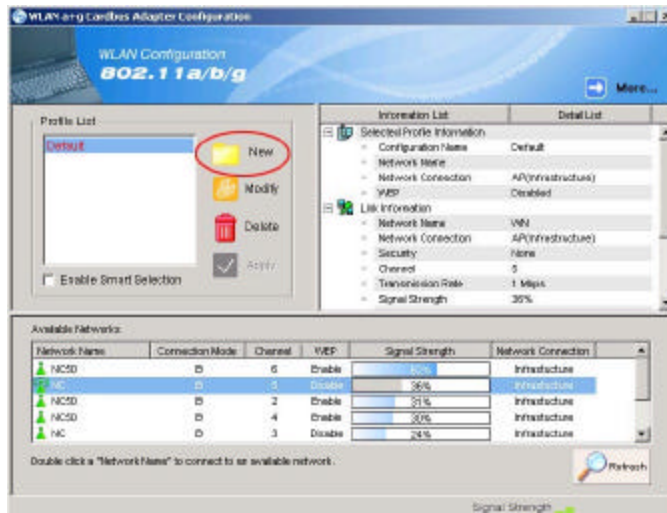 WLAN a+g Cardbus Adapter Configuration
WLAN Configuration
802.11a/b/g
More...
Profile List
Default
New
Modify
Delete
Apply
Enable Smart Selection
Information List Detail List
Selected Profile Information
Configuration Name Default
Network Name
Network Connection AP(Infrastructure)
WEP Disabled
Link Information
Network Name
Network Connection AP(Infrastructure)
Security None
Channel 5
Transmission Rate 1 Mbps
Signal Strength 36%
Available Networks:
Network Name Connection Mode Channel WEP Signal Strength Network Connection
NC5D B 6 Enable Infrastructure
NC B 5 Disable 36% Infrastructure
NC5D B 2 Enable 31% Infrastructure
NC5D B 4 Enable 30% Infrastructure
NC B 3 Disable 24% Infrastructure
Double click a "Network Name" to connect to an available network.
Refresh
Signal Strength